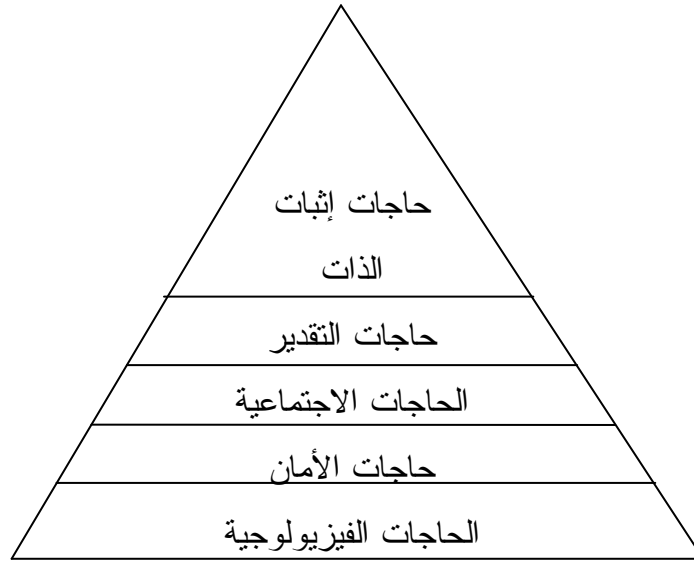 حاجات إثبات
الذات
حاجات التقدير
الحاجات الاجتماعية
حاجات الأمان
الحاجات الفيزيولوجية